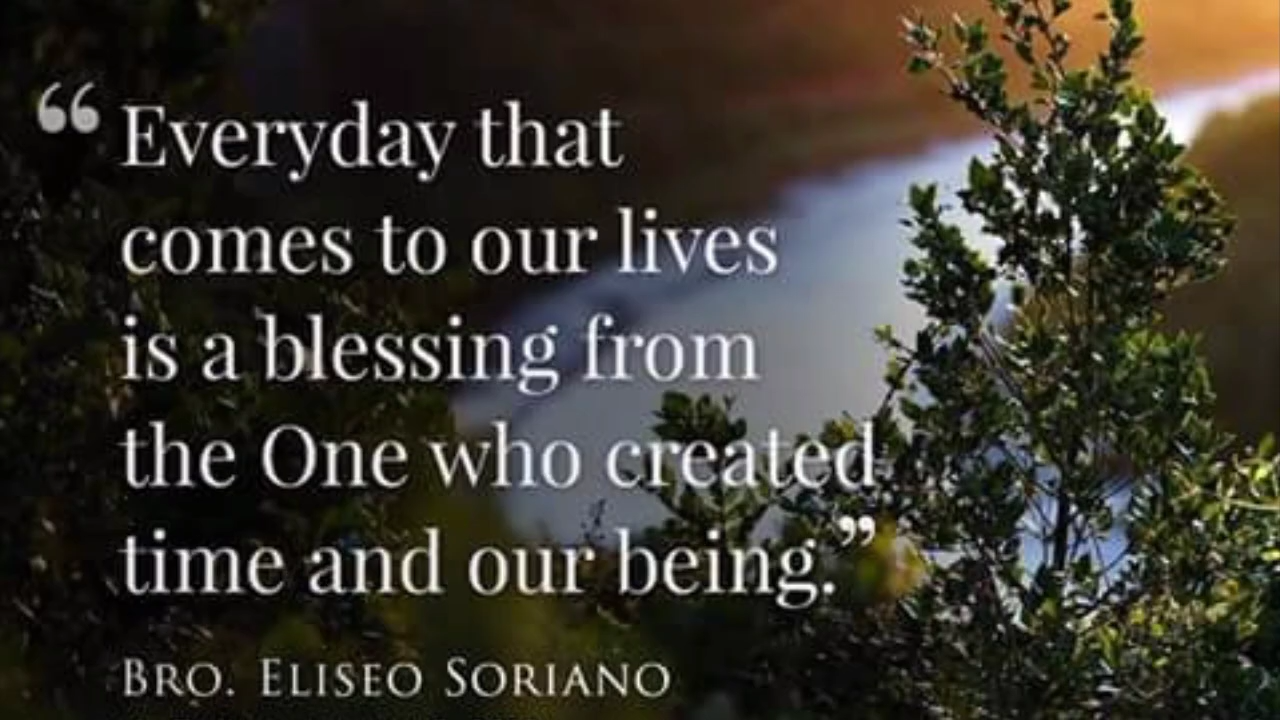 “ Everyday that
comes to our lives
is a blessing from
the One who created
time and our being.”
BRO. ELISEO SORIANO